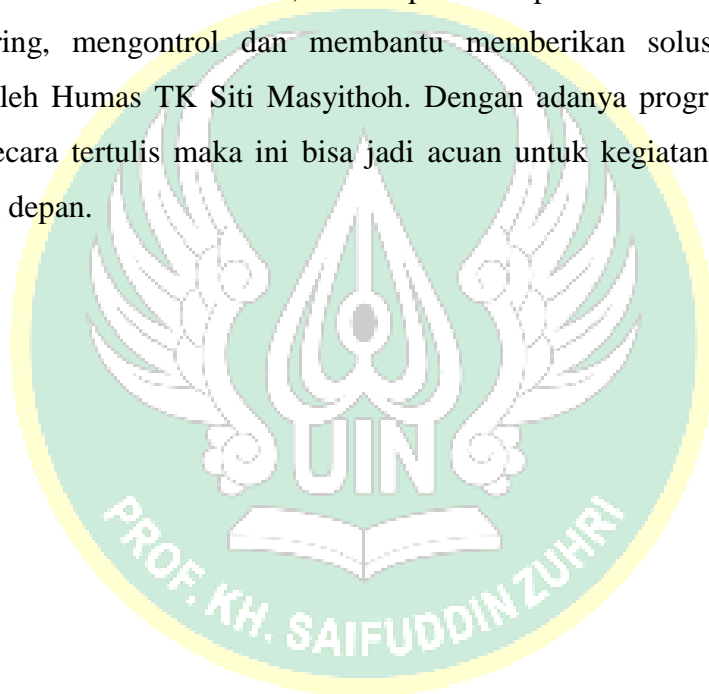 ring, mengontrol dan membantu memberikan solus
leh Humas TK Siti Masyithoh. Dengan adanya progr
ecara tertulis maka ini bisa jadi acuan untuk kegiatan
depan.
UIN
PROF. KH. SAIFUDDIN ZUHRI